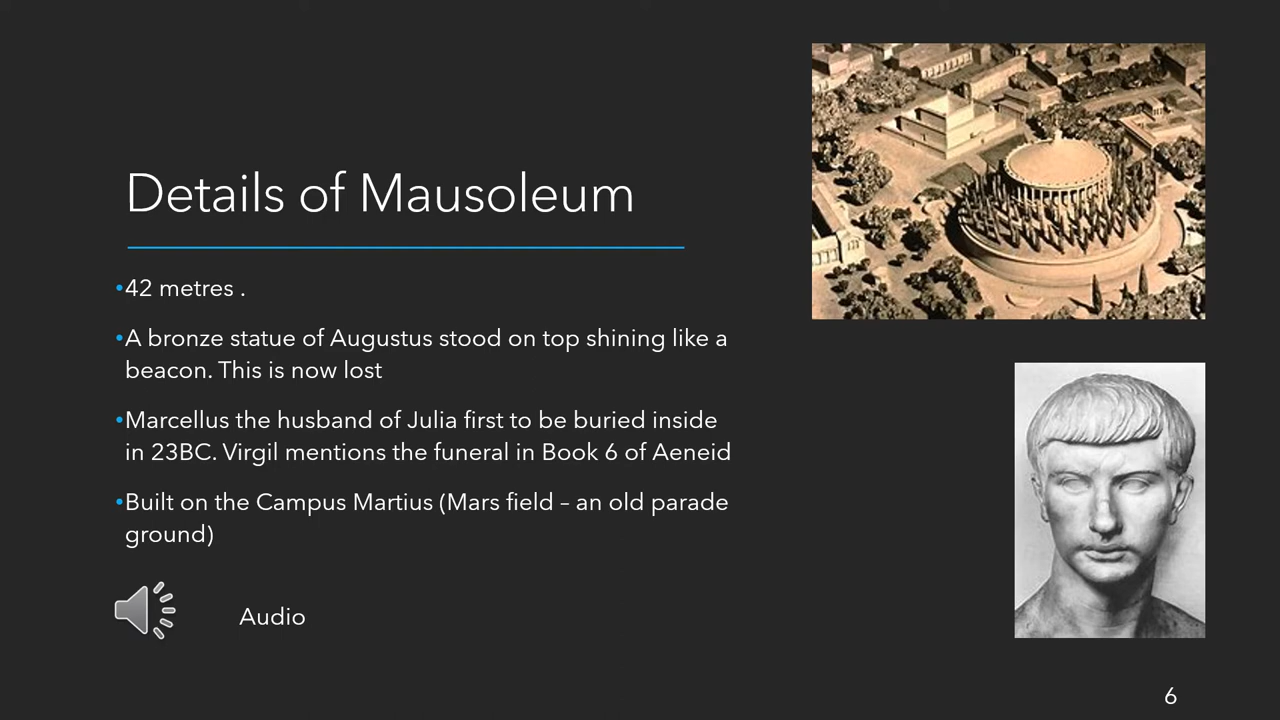 Details of Mausoleum
•42 metres .
•A bronze statue of Augustus stood on top shining like a
beacon. This is now lost
•Marcellus the husband of Julia first to be buried inside
in 23BC. Virgil mentions the funeral in Book 6 of Aeneid
•Built on the Campus Martius (Mars field – an old parade
ground)
Audio
6